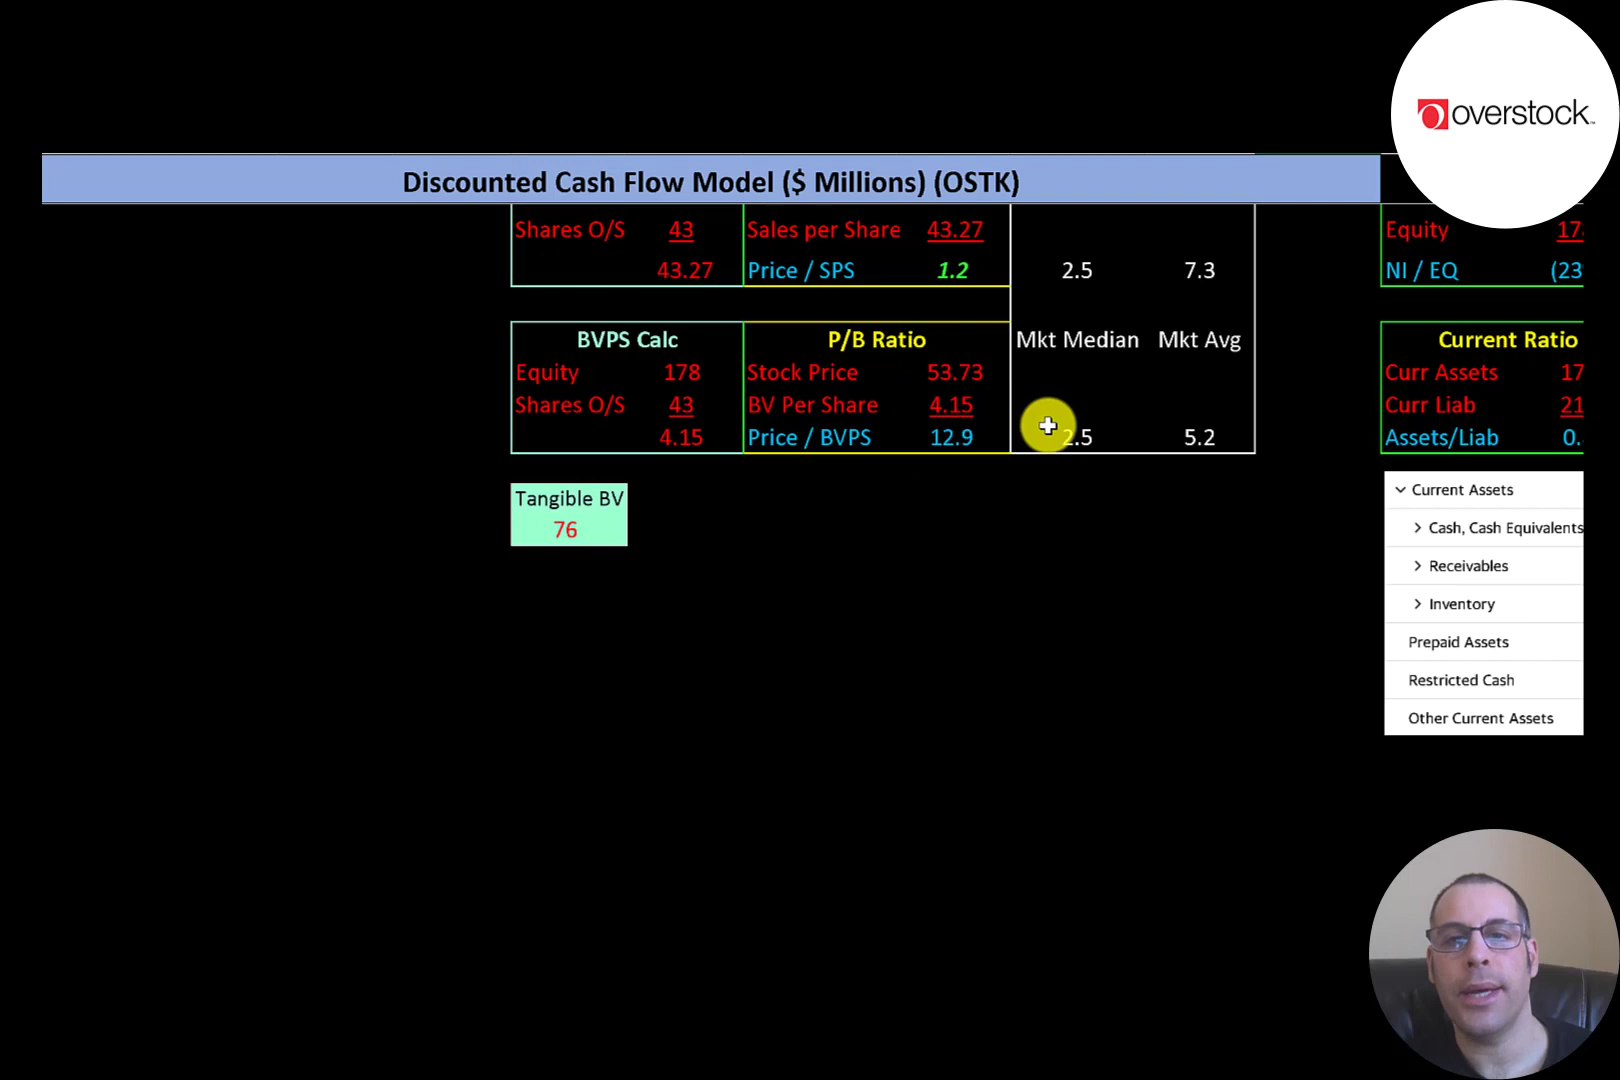 overstock
Discounted Cash Flow Model ($ Millions) (OSTK)
Shares O/S 43 Sales per Share 43.27 Equity
43.27 Price / SPS 1.2 2.5 7.3 NI / EQ
BVPS Calc P/B Ratio Mkt Median Mkt Avg Current Ratio
Equity 178 Stock Price 53.73 Curr Assets
Shares O/S 43 BV Per Share 4.15 Curr Liab
4.15 Price / BVPS 12.9 2.5 5.2 Assets/Liab
Tangible BV
76
Current Assets
Cash, Cash Equivalents
Receivables
Inventory
Prepaid Assets
Restricted Cash
Other Current Assets